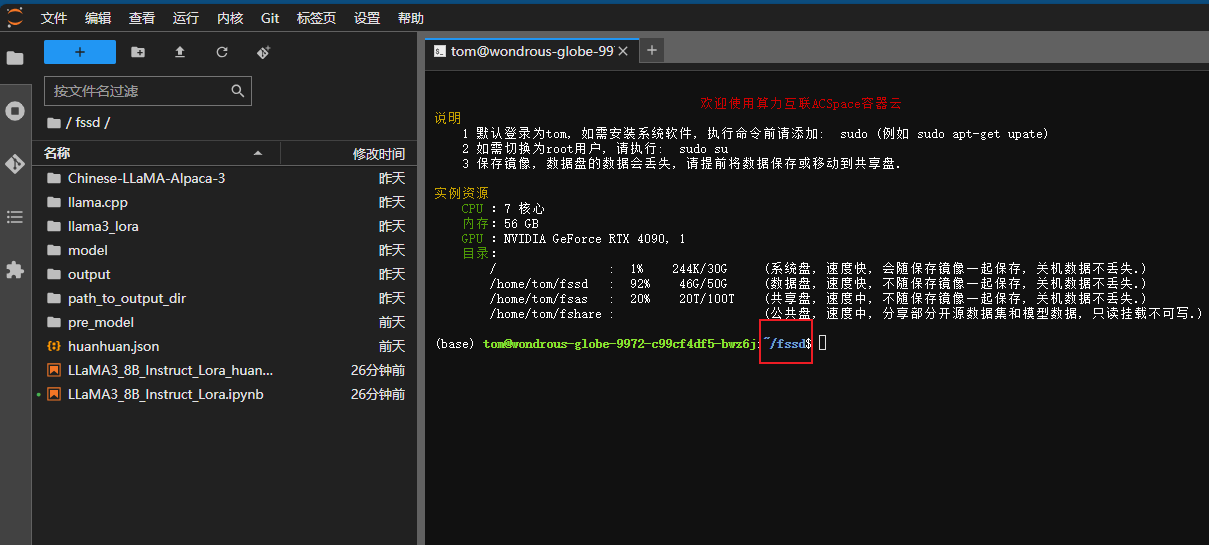 文件 编辑 查看 运行 内核 Git 标签页 设置 帮助
+
按文件名过滤
/ fssd /
名称 修改时间
Chinese-LLaMA-Alpaca-3 昨天
llama.cpp 昨天
llama3_lora 昨天
model 昨天
output 昨天
path_to_output_dir 昨天
pre_model 前天
huanhuan.json 前天
LLaMA3_8B_Instruct_Lora_huan... 26分钟前
LLaMA3_8B_Instruct_Lora.ipynb 26分钟前
tom@wondrous-globe-99 × +
欢迎使用算力互联ACSpace容器云
说明
1 默认登录为tom, 如需安装系统软件, 执行命令前请添加: sudo (例如 sudo apt-get upate)
2 如需切换为root用户, 请执行: sudo su
3 保存镜像, 数据盘的数据会丢失, 请提前将数据保存或移动到共享盘.
实例资源
CPU : 7 核心
内存: 56 GB
GPU : NVIDIA GeForce RTX 4090, 1
目录:
/ : 1% 244K/30G (系统盘, 速度快, 会随保存镜像一起保存, 关机数据不丢失.)
/home/tom/fssd : 92% 46G/50G (数据盘, 速度快, 不随保存镜像一起保存, 关机数据不丢失.)
/home/tom/fsas : 20% 20T/100T (共享盘, 速度中, 不随保存镜像一起保存, 关机数据不丢失.)
/home/tom/fshare : (公共盘, 速度中, 分享部分开源数据集和模型数据, 只读挂载不可写.)
(base) tom@wondrous-globe-9972-c99cf4df5-bwz6j:~/fssd$